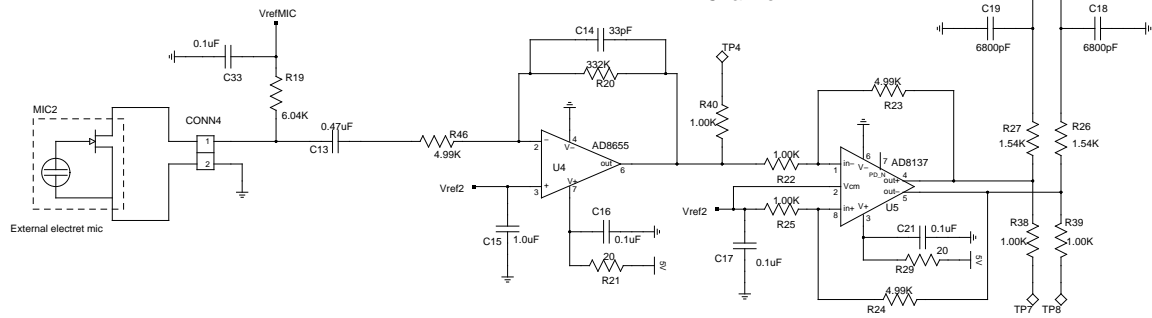 VrefMIC
C19
6800pF
C18
6800pF
0.1uF
C33
R19
6.04K
C14
33pF
332K
R20
TP4
4.99K
R23
MIC2
CONN4
1
2
0.47uF
C13
R46
4.99K
2
4
V-
AD8655
U4
out
6
+
3
V+
7
R40
1.00K
1.00K
R22
in-
1
6
V-
7
PD_N
AD8137
out+
4
out-
5
2
Vcm
in+
8
V+
3
U5
R27
1.54K
R26
1.54K
Vref2
Vref2
1.00K
R25
External electret mic
C15
1.0uF
C16
0.1uF
20
R21
5V
C17
0.1uF
C21
0.1uF
R29
20
5V
4.99K
R24
R38
1.00K
R39
1.00K
TP7
TP8